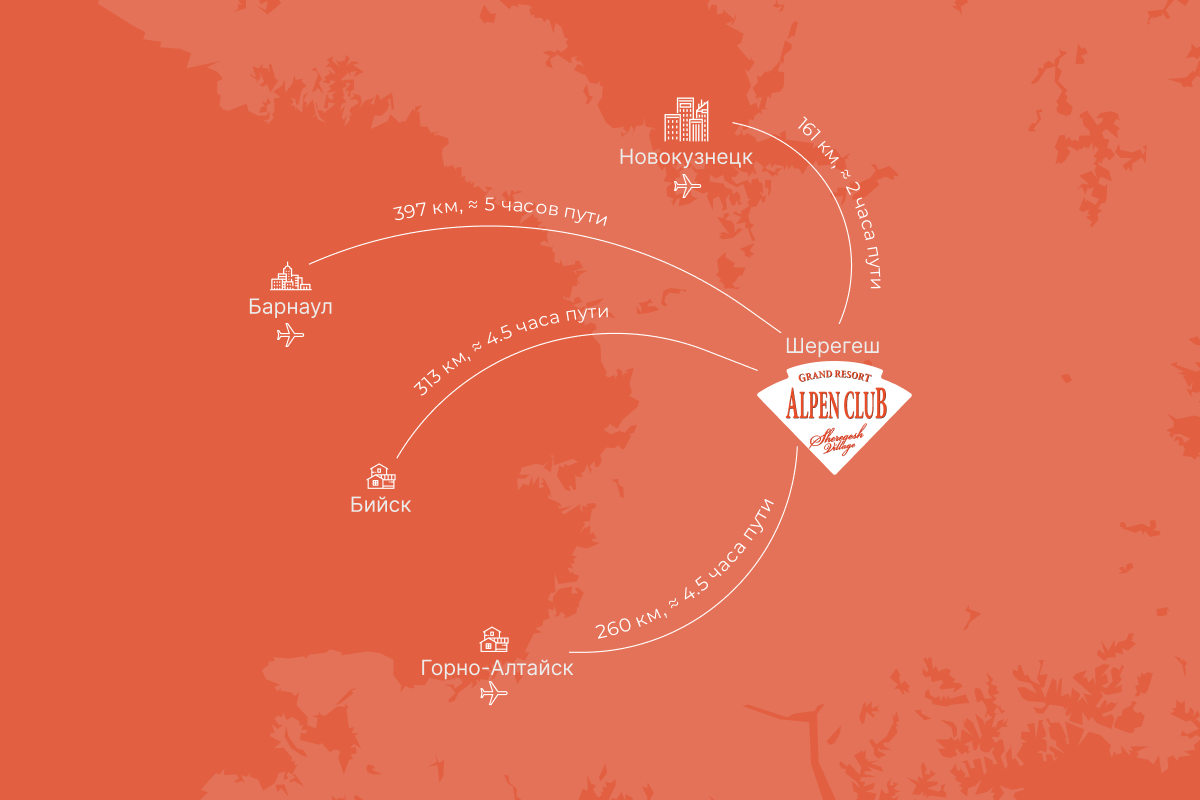 161 км, ≈ 2 часа пути
Новокузнецк
397 км, ≈ 5 часов пути
Барнаул
313 км, ≈ 4.5 часа пути
Шерегеш
GRAND RESORT
ALPEN CLUB
Sheregesh
Village
Бийск
260 км, ≈ 4.5 часа пути
Горно-Алтайск